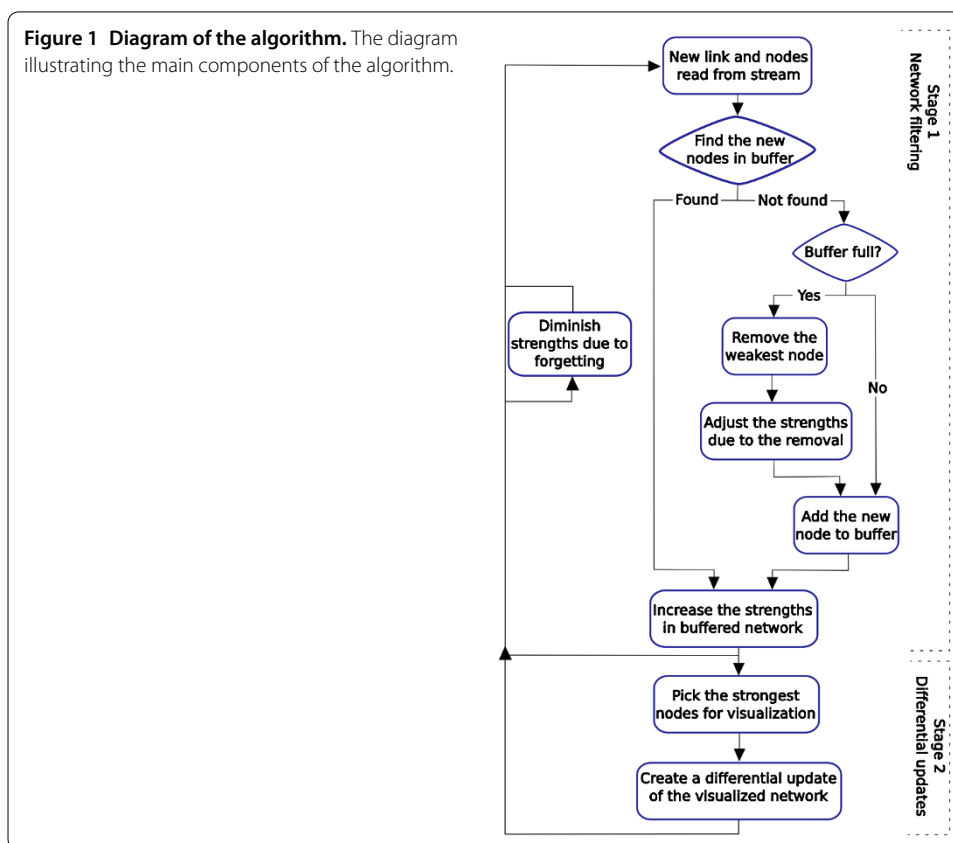 Figure 1 Diagram of the algorithm. The diagram
illustrating the main components of the algorithm.
New link and nodes
read from stream
Find the new
nodes in buffer
Found
Not found
Buffer full?
Yes
Remove the
weakest node
No
Adjust the strengths
due to the removal
Add the new
node to buffer
Diminish
strengths due to
forgetting
Increase the strengths
in buffered network
Pick the strongest
nodes for visualization
Create a differential update
of the visualized network
Stage 1
Network filtering
Stage 2
Differential updates